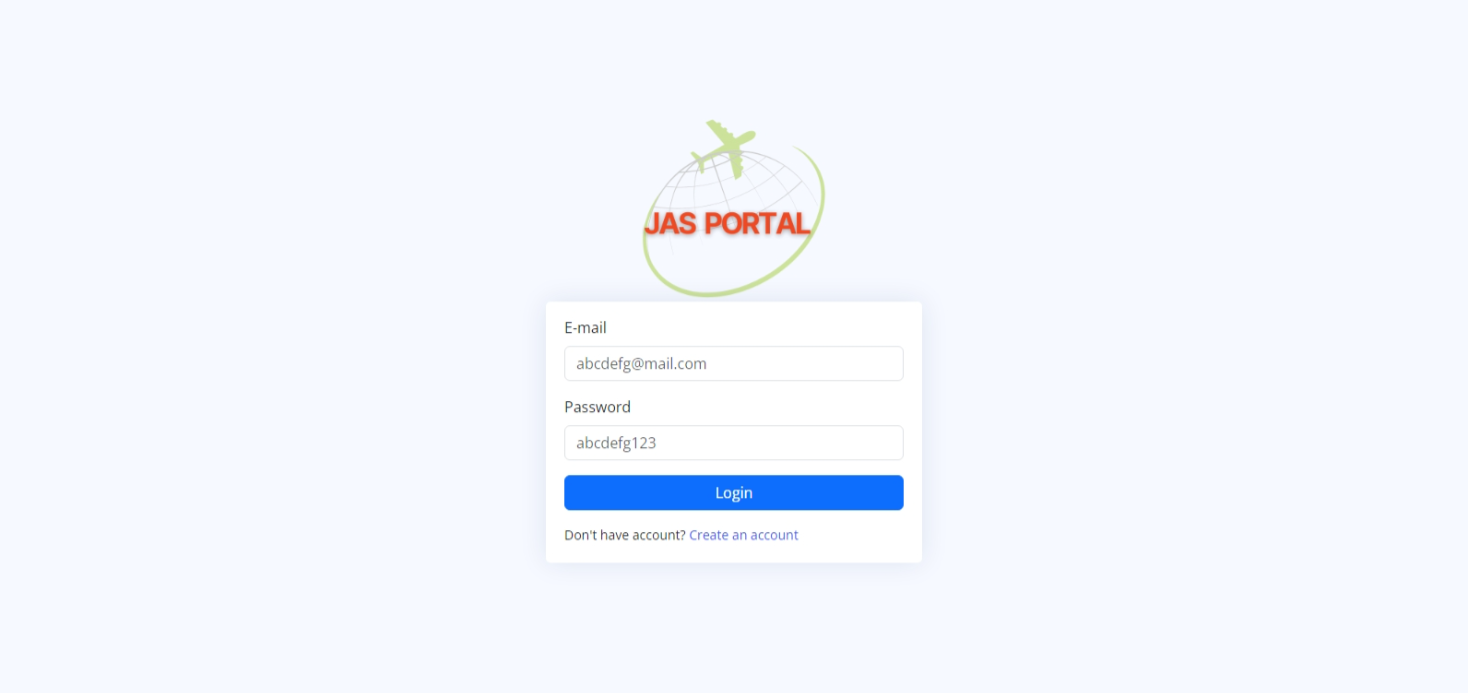 JAS PORTAL
E-mail
abcdefg@mail.com
Password
abcdefg123
Login
Don't have account? Create an account